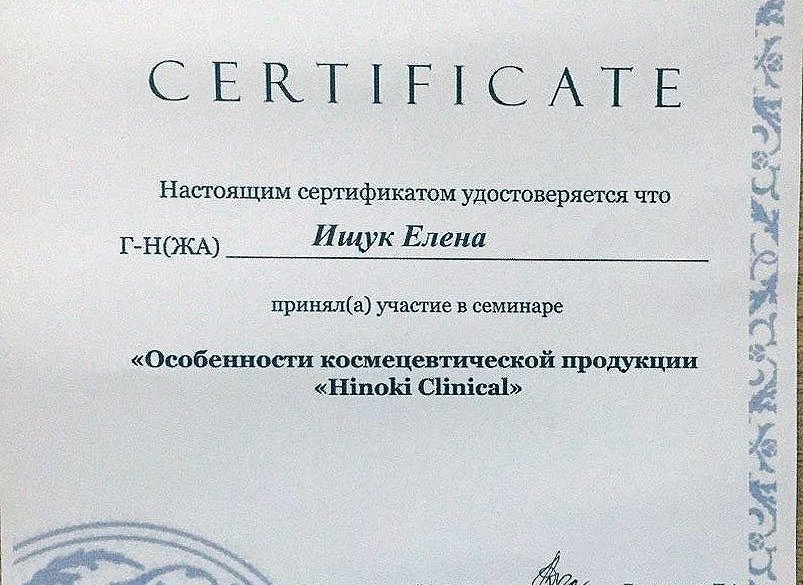 CERTIFICATE
Настоящим сертификатом удостоверяется что
Г-Н(ЖА) Ищук Елена
принял(а) участие в семинаре
«Особенности космецевтической продукции
«Hinoki Clinical»